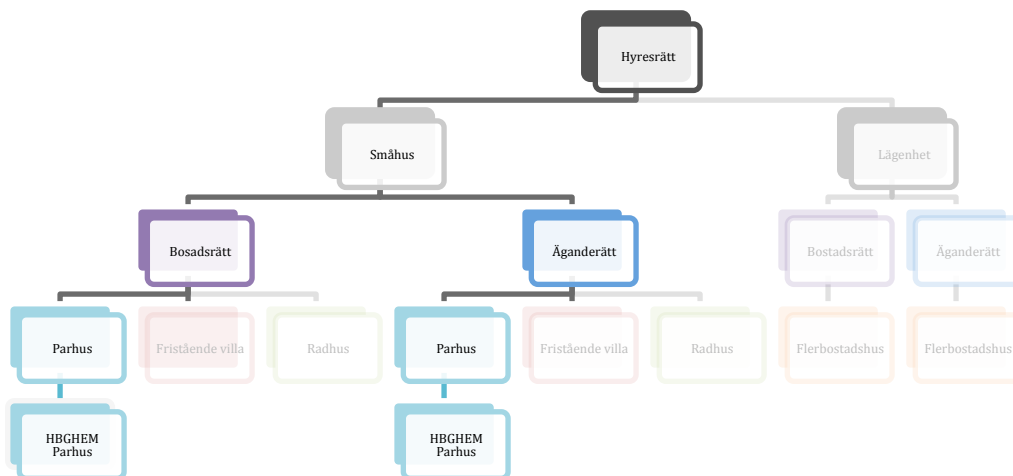 Hyresrätt
Småhus
Lägenhet
Bosadsrätt
Äganderätt
Bostadsrätt
Äganderätt
Parhus
Fristående villa
Radhus
Parhus
Fristående villa
Radhus
Flerbostadshus
Flerbostadshus
HBGHEM
Parhus
HBGHEM
Parhus